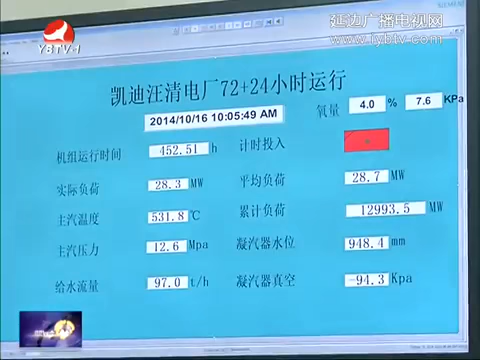 延边广播电视网
www.iybtv.com
YBTV-1
SIEMENS
凯迪汪清电厂72+24小时运行
2014/10/16 10:05:49 AM
氧量 4.0 % 7.6 KPa
机组运行时间 452.51 h 计时投入
实际负荷 28.3 MW 平均负荷 28.7 MW
主汽温度 531.8 ℃ 累计负荷 12993.5 MW
主汽压力 12.6 Mpa 凝汽器水位 948.4 mm
给水流量 97.0 t/h 凝汽器真空 -94.3 Kpa